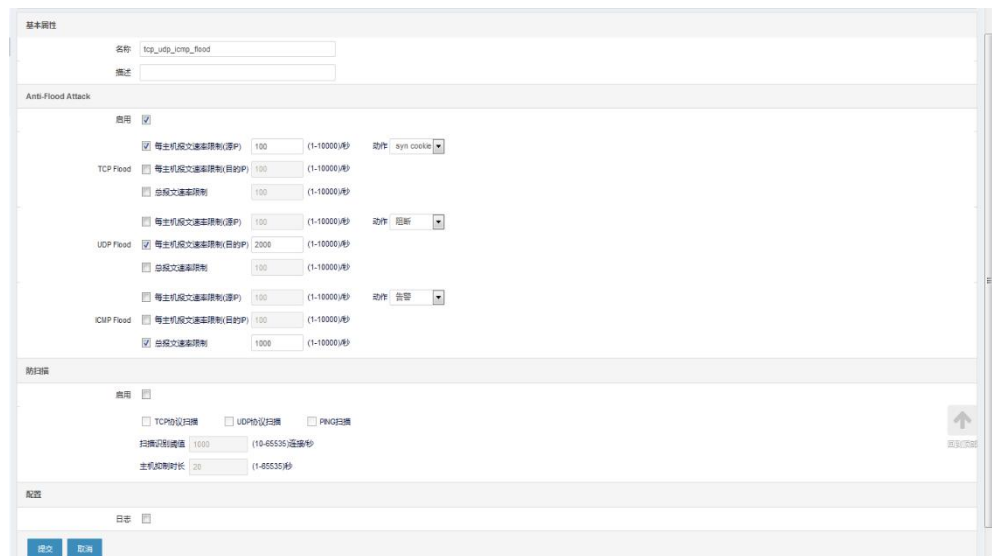 基本属性
名称 tcp_udp_icmp_flood
描述
Anti-Flood Attack
启用
每主机报文速率限制(源IP) 100 (1-10000)/秒 动作 syn cookie
TCP Flood 每主机报文速率限制(目的IP) 100 (1-10000)/秒
总报文速率限制 100 (1-10000)/秒
每主机报文速率限制(源IP) 100 (1-10000)/秒 动作 阻断
UDP Flood 每主机报文速率限制(目的IP) 2000 (1-10000)/秒
总报文速率限制 100 (1-10000)/秒
每主机报文速率限制(源IP) 100 (1-10000)/秒 动作 告警
ICMP Flood 每主机报文速率限制(目的IP) 100 (1-10000)/秒
总报文速率限制 1000 (1-10000)/秒
防扫描
启用
TCP协议扫描 UDP协议扫描 PING扫描
扫描识别阈值 1000 (10-65535)连接/秒
主机抑制时长 20 (1-65535)秒
回到顶部
配置
日志
提交 取消